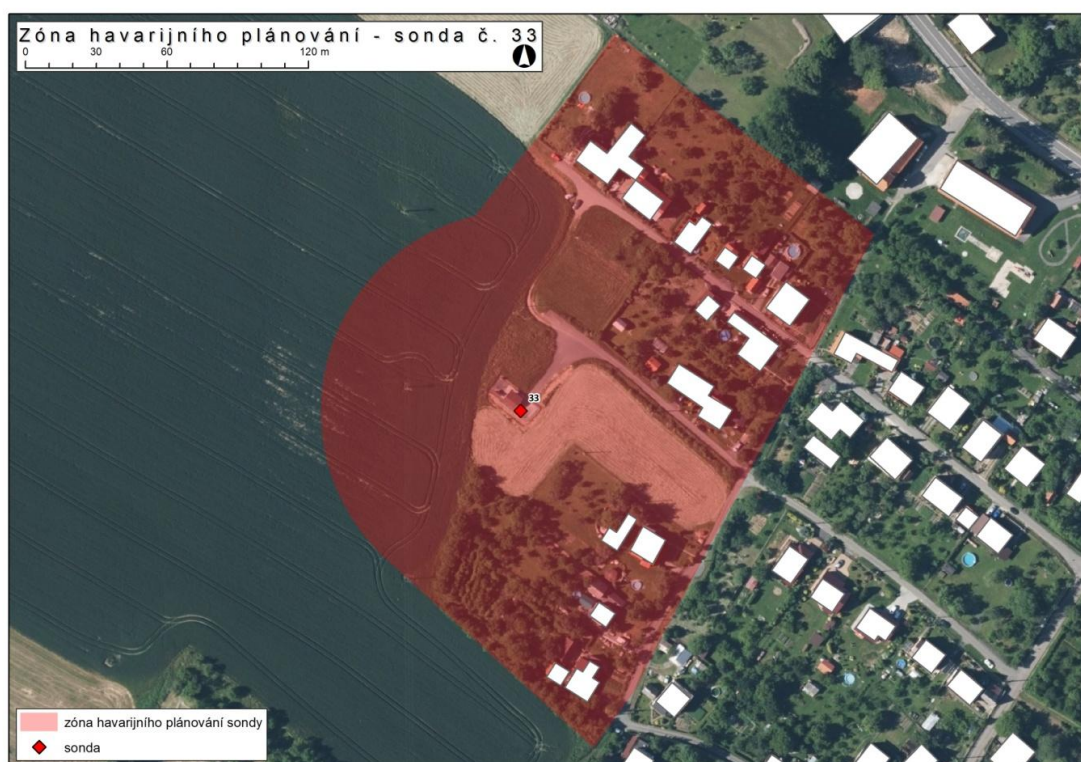 Zóna havarijního plánování - sonda č. 33
0 30 60 120 m
33
zóna havarijního plánování sondy
sonda